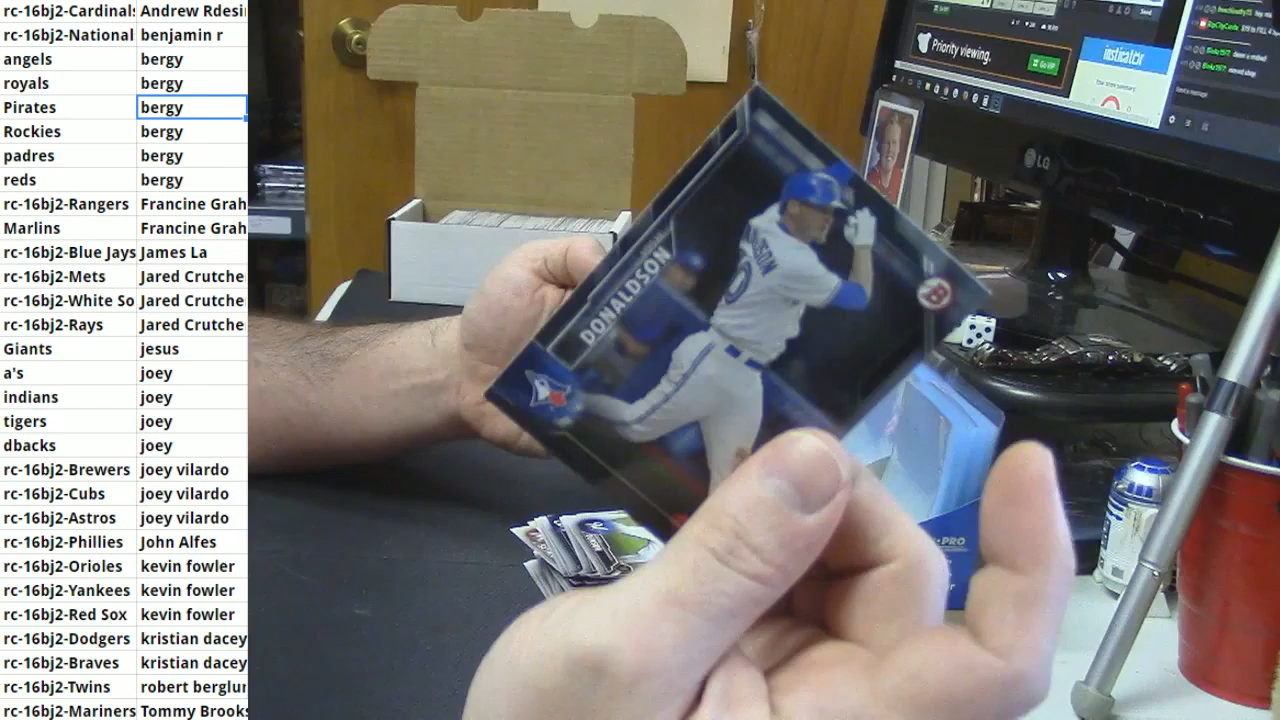 rc-16bj2-Cardinals Andrew Rdesi
rc-16bj2-National benjamin r
angels bergy
royals bergy
Pirates bergy
Rockies bergy
padres bergy
reds bergy
rc-16bj2-Rangers Francine Grah
Marlins Francine Grah
rc-16bj2-Blue Jays James La
rc-16bj2-Mets Jared Crutche
rc-16bj2-White So Jared Crutche
rc-16bj2-Rays Jared Crutche
Giants jesus
a's joey
indians joey
tigers joey
dbacks joey
rc-16bj2-Brewers joey vilardo
rc-16bj2-Cubs joey vilardo
rc-16bj2-Astros joey vilardo
rc-16bj2-Phillies John Alfes
rc-16bj2-Orioles kevin fowler
rc-16bj2-Yankees kevin fowler
rc-16bj2-Red Sox kevin fowler
rc-16bj2-Dodgers kristian dacey
rc-16bj2-Braves kristian dacey
rc-16bj2-Twins robert berglun
rc-16bj2-Mariners Tommy Brooks
DONALDSON
B
Priority viewing.
Go VIP
LG
PRO